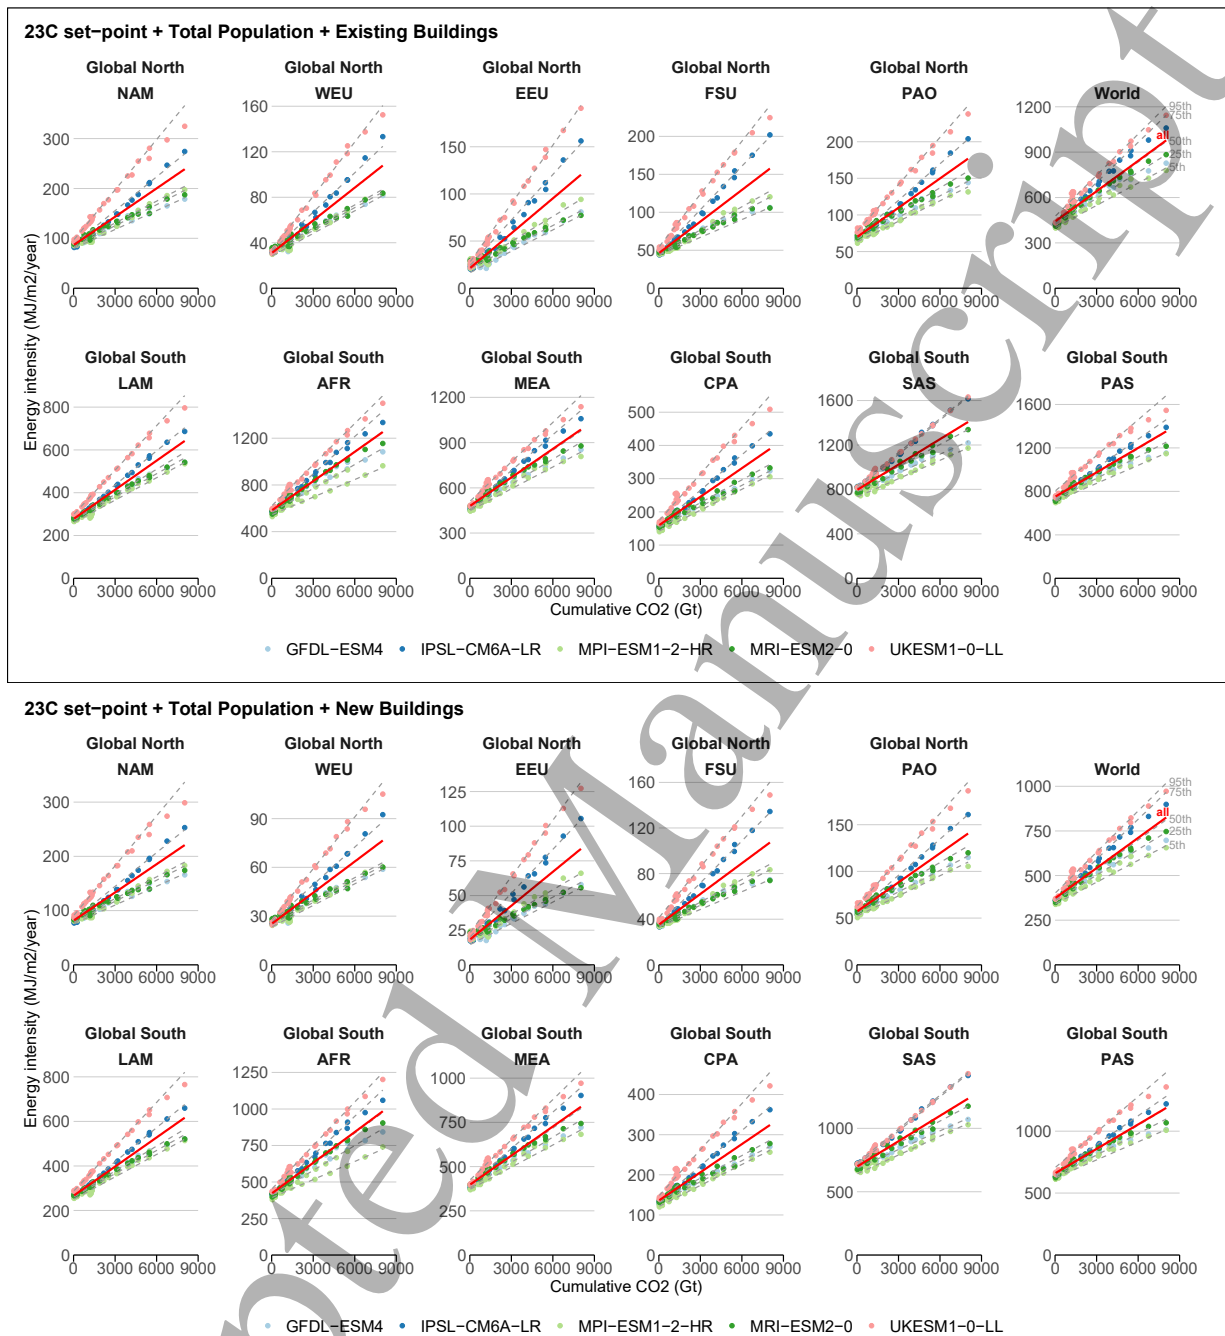 23C set−point + Total Population + Existing Buildings
Global North Global North Global North Global North Global North
NAM WEU EEU FSU PAO World
300 200 100 0
160 120 80 40 0
150 100 50 0
200 150 100 50 0
200 150 100 50 0
1200 900 600 300 0
95th
75th
all
50th
25th
5th
0 3000 6000 9000 0 3000 6000 9000 0 3000 6000 9000 0 3000 6000 9000 0 3000 6000 9000 0 3000 6000 9000
Energy intensity (MJ/m2/year)
Global South Global South Global South Global South Global South Global South
LAM AFR MEA CPA SAS PAS
800 600 400 200 0
1200 800 400 0
1200 900 600 300 0
500 400 300 200 100 0
1600 1200 800 400 0
1600 1200 800 400 0
0 3000 6000 9000 0 3000 6000 9000 0 3000 6000 9000 0 3000 6000 9000 0 3000 6000 9000 0 3000 6000 9000
Cumulative CO2 (Gt)
GFDL−ESM4 IPSL−CM6A−LR MPI−ESM1−2−HR MRI−ESM2−0 UKESM1−0−LL
23C set−point + Total Population + New Buildings
Global North Global North Global North Global North Global North
NAM WEU EEU FSU PAO World
300 200 100 0
90 60 30 0
125 100 75 50 25 0
160 120 80 40 0
150 100 50 0
1000 750 500 250 0
95th
75th
all
50th
25th
5th
0 3000 6000 9000 0 3000 6000 9000 0 3000 6000 9000 0 3000 6000 9000 0 3000 6000 9000 0 3000 6000 9000
Energy intensity (MJ/m2/year)
Global South Global South Global South Global South Global South Global South
LAM AFR MEA CPA SAS PAS
800 600 400 200 0
1250 1000 750 500 250 0
1000 750 500 250 0
400 300 200 100 0
1000 500 0
1000 500 0
0 3000 6000 9000 0 3000 6000 9000 0 3000 6000 9000 0 3000 6000 9000 0 3000 6000 9000 0 3000 6000 9000
Cumulative CO2 (Gt)
GFDL−ESM4 IPSL−CM6A−LR MPI−ESM1−2−HR MRI−ESM2−0 UKESM1−0−LL
pted Manuscript